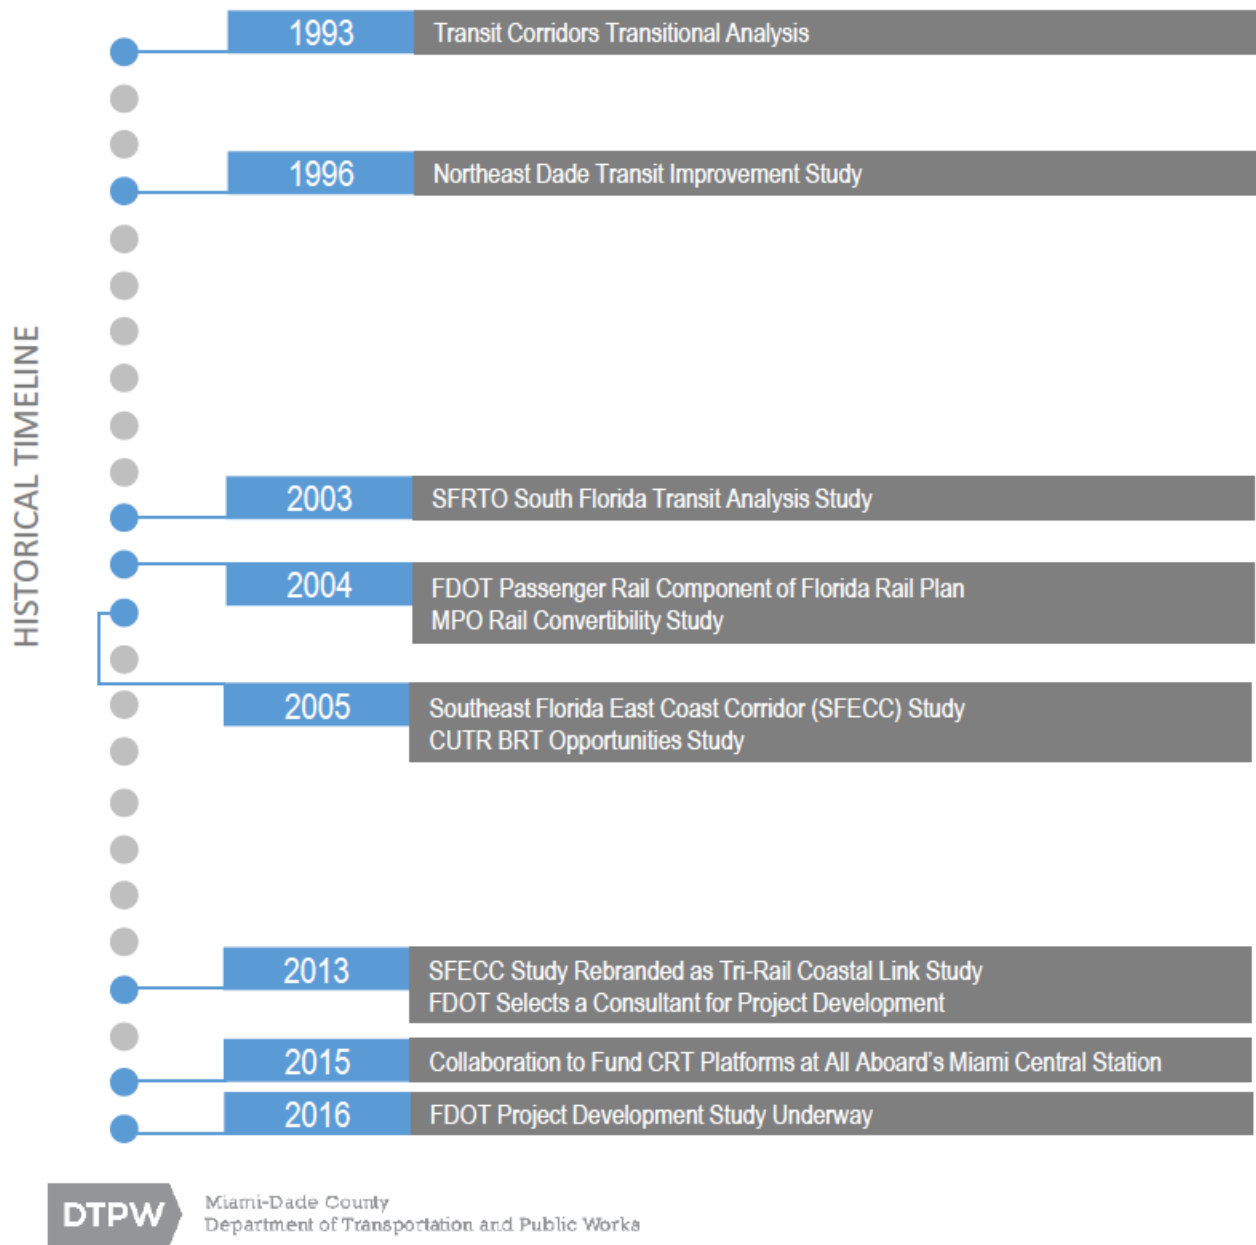 HISTORICAL TIMELINE
1993
Transit Corridors Transitional Analysis
1996
Northeast Dade Transit Improvement Study
2003
SFRTO South Florida Transit Analysis Study
2004
FDOT Passenger Rail Component of Florida Rail Plan
MPO Rail Convertibility Study
2005
Southeast Florida East Coast Corridor (SFECC) Study
CUTR BRT Opportunities Study
2013
SFECC Study Rebranded as Tri-Rail Coastal Link Study
FDOT Selects a Consultant for Project Development
2015
Collaboration to Fund CRT Platforms at All Aboard’s Miami Central Station
2016
FDOT Project Development Study Underway
DTPW
Miami-Dade County
Department of Transportation and Public Works